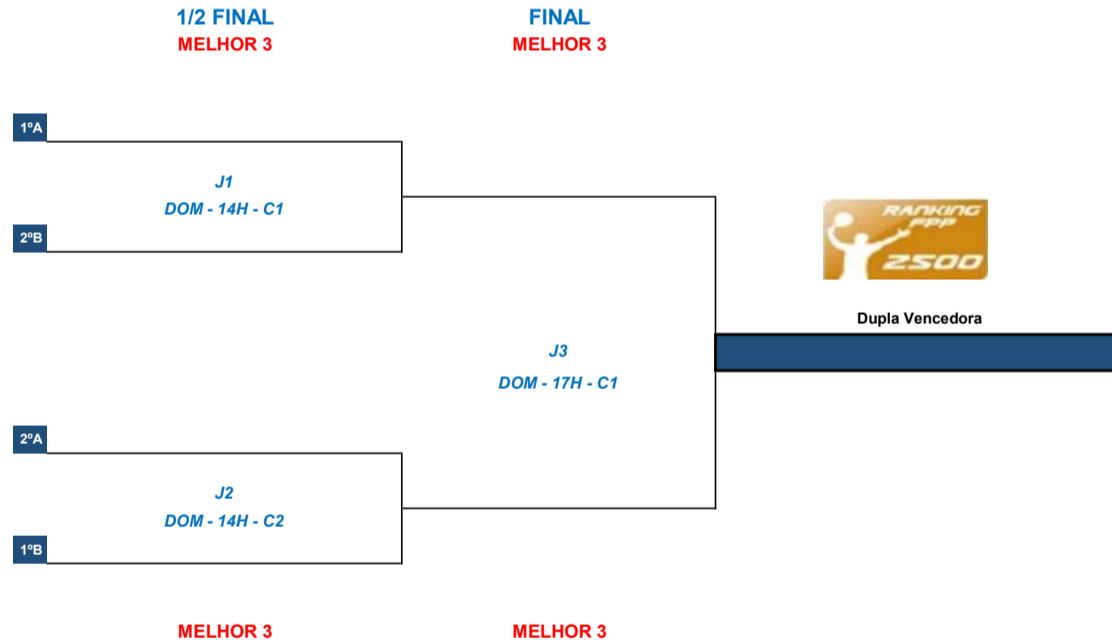 1/2 FINAL
MELHOR 3
FINAL
MELHOR 3
1ºA
J1
DOM - 14H - C1
2ºB
RANKING
FPP
2500
Dupla Vencedora
J3
DOM - 17H - C1
2ºA
J2
DOM - 14H - C2
1ºB
MELHOR 3
MELHOR 3